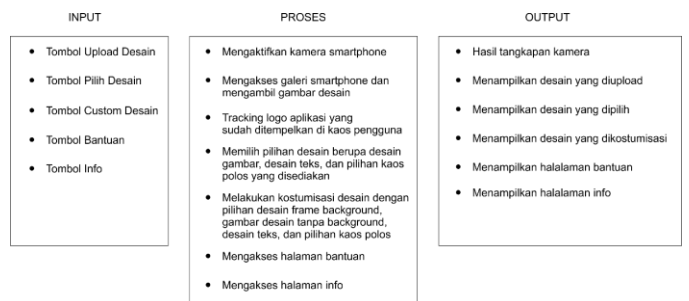 INPUT
Tombol Upload Desain
Tombol Pilih Desain
Tombol Custom Desain
Tombol Bantuan
Tombol Info
PROSES
Mengaktifkan kamera smartphone
Mengakses galeri smartphone dan
mengambil gambar desain
Tracking logo aplikasi yang
sudah ditempelkan di kaos pengguna
Memilih pilihan desain berupa desain
gambar, desain teks, dan pilihan kaos
polos yang disediakan
Melakukan kostumisasi desain dengan
pilihan desain frame background,
gambar desain tanpa background,
desain teks, dan pilihan kaos polos
Mengakses halaman bantuan
Mengakses halaman info
OUTPUT
Hasil tangkapan kamera
Menampilkan desain yang diupload
Menampilkan desain yang dipilih
Menampilkan desain yang dikostumisasi
Menampilkan halalaman bantuan
Menampilkan halalaman info